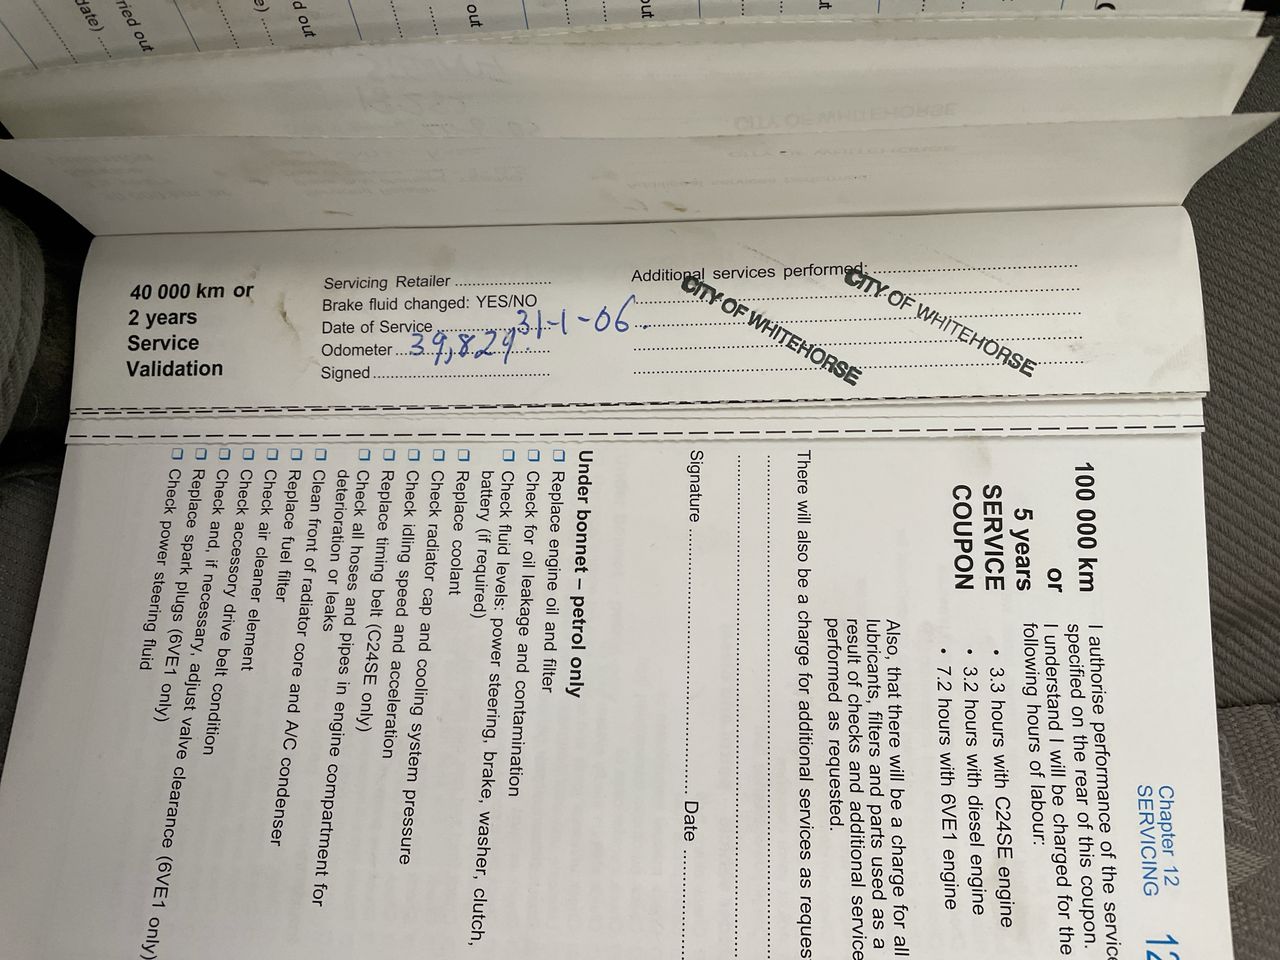 40 000 km or
2 years
Service
Validation
Servicing Retailer
Brake fluid changed: YES/NO
Date of Service 31-1-06.
Odometer 39,829
Signed
Additional services performed:
CITY OF WHITEHORSE
CITY OF WHITEHORSE
Chapter 12
SERVICING
100 000 km
or
5 years
SERVICE
COUPON
I authorise performance of the service
specified on the rear of this coupon.
I understand I will be charged for the
following hours of labour:
• 3.3 hours with C24SE engine
• 3.2 hours with diesel engine
• 7.2 hours with 6VE1 engine
Also, that there will be a charge for all
lubricants, filters and parts used as a
result of checks and additional service
performed as requested.
There will also be a charge for additional services as
Signature Date
Under bonnet – petrol only
Replace engine oil and filter
Check for oil leakage and contamination
Check fluid levels: power steering, brake, washer, clutch,
battery (if required)
Replace coolant
Check radiator cap and cooling system pressure
Check idling speed and acceleration
Replace timing belt (C24SE only)
Check all hoses and pipes in engine compartment for
deterioration or leaks
Clean front of radiator core and A/C condenser
Replace fuel filter
Check air cleaner element
Check accessory drive belt condition
Check and, if necessary, adjust valve clearance (6VE1 only)
Replace spark plugs (6VE1 only)
Check power steering fluid